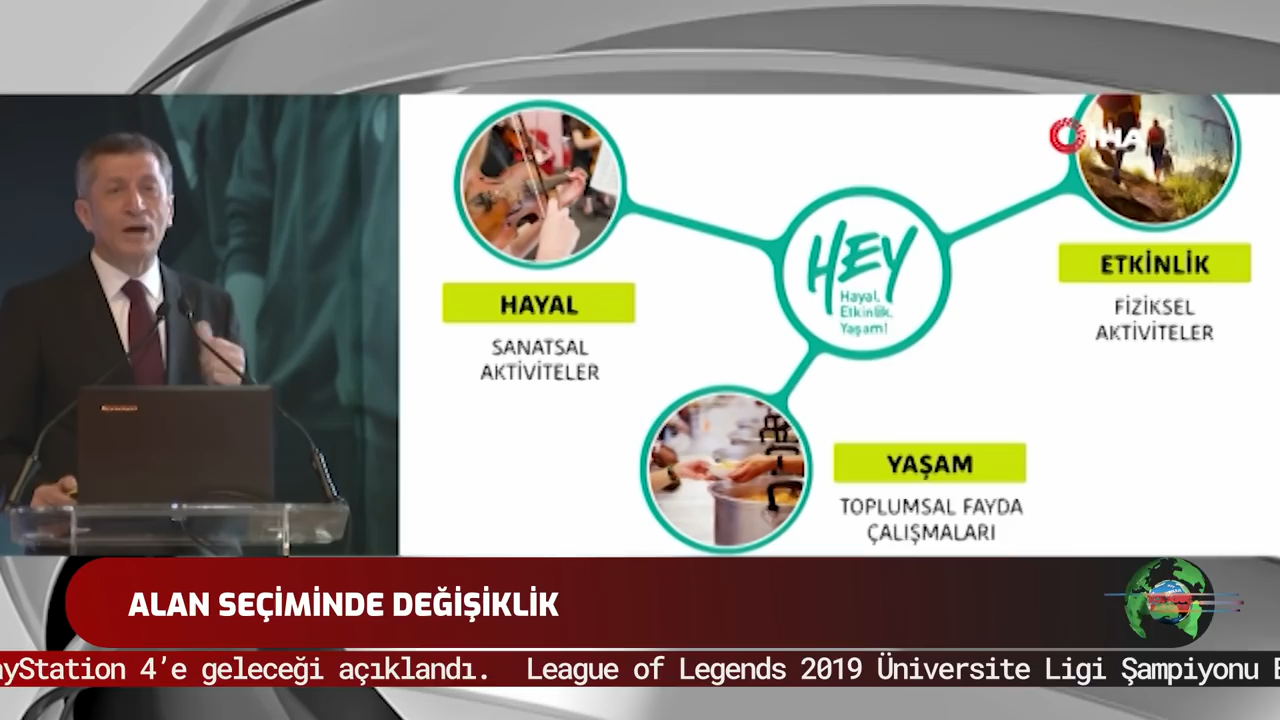 İHA
HEY
Hayal,
Etkinlik,
Yaşam!
HAYAL
SANATSAL
AKTİVİTELER
ETKİNLİK
FİZİKSEL
AKTİVİTELER
YAŞAM
TOPLUMSAL FAYDA
ÇALIŞMALARI
ALAN SEÇİMİNDE DEĞİŞİKLİK
ayStation 4’e geleceği açıklandı. League of Legends 2019 Üniversite Ligi Şampiyonu